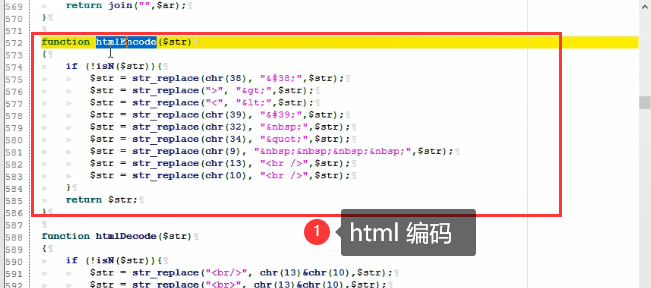 569 return join("",$ar);
570 }
571
572 function htmlEncode($str)
573 {
574 if (!isN($str)){
575 $str = str_replace(chr(38), "&#38;",$str);
576 $str = str_replace(">", "&gt;",$str);
577 $str = str_replace("<", "&lt;",$str);
578 $str = str_replace(chr(39), "&#39;",$str);
579 $str = str_replace(chr(32), "&nbsp;",$str);
580 $str = str_replace(chr(34), "&quot;",$str);
581 $str = str_replace(chr(9), "&nbsp;&nbsp;&nbsp;&nbsp;",$str);
582 $str = str_replace(chr(13), "<br />",$str);
583 $str = str_replace(chr(10), "<br />",$str);
584 }
585 return $str;
586 }
587
1 html 编码
588 function htmlDecode($str)
589 {
590 if (!isN($str)){
591 $str = str_replace("<br/>", chr(13)&chr(10),$str);
592 $str = str_replace("<br>", chr(13)&chr(10),$str);